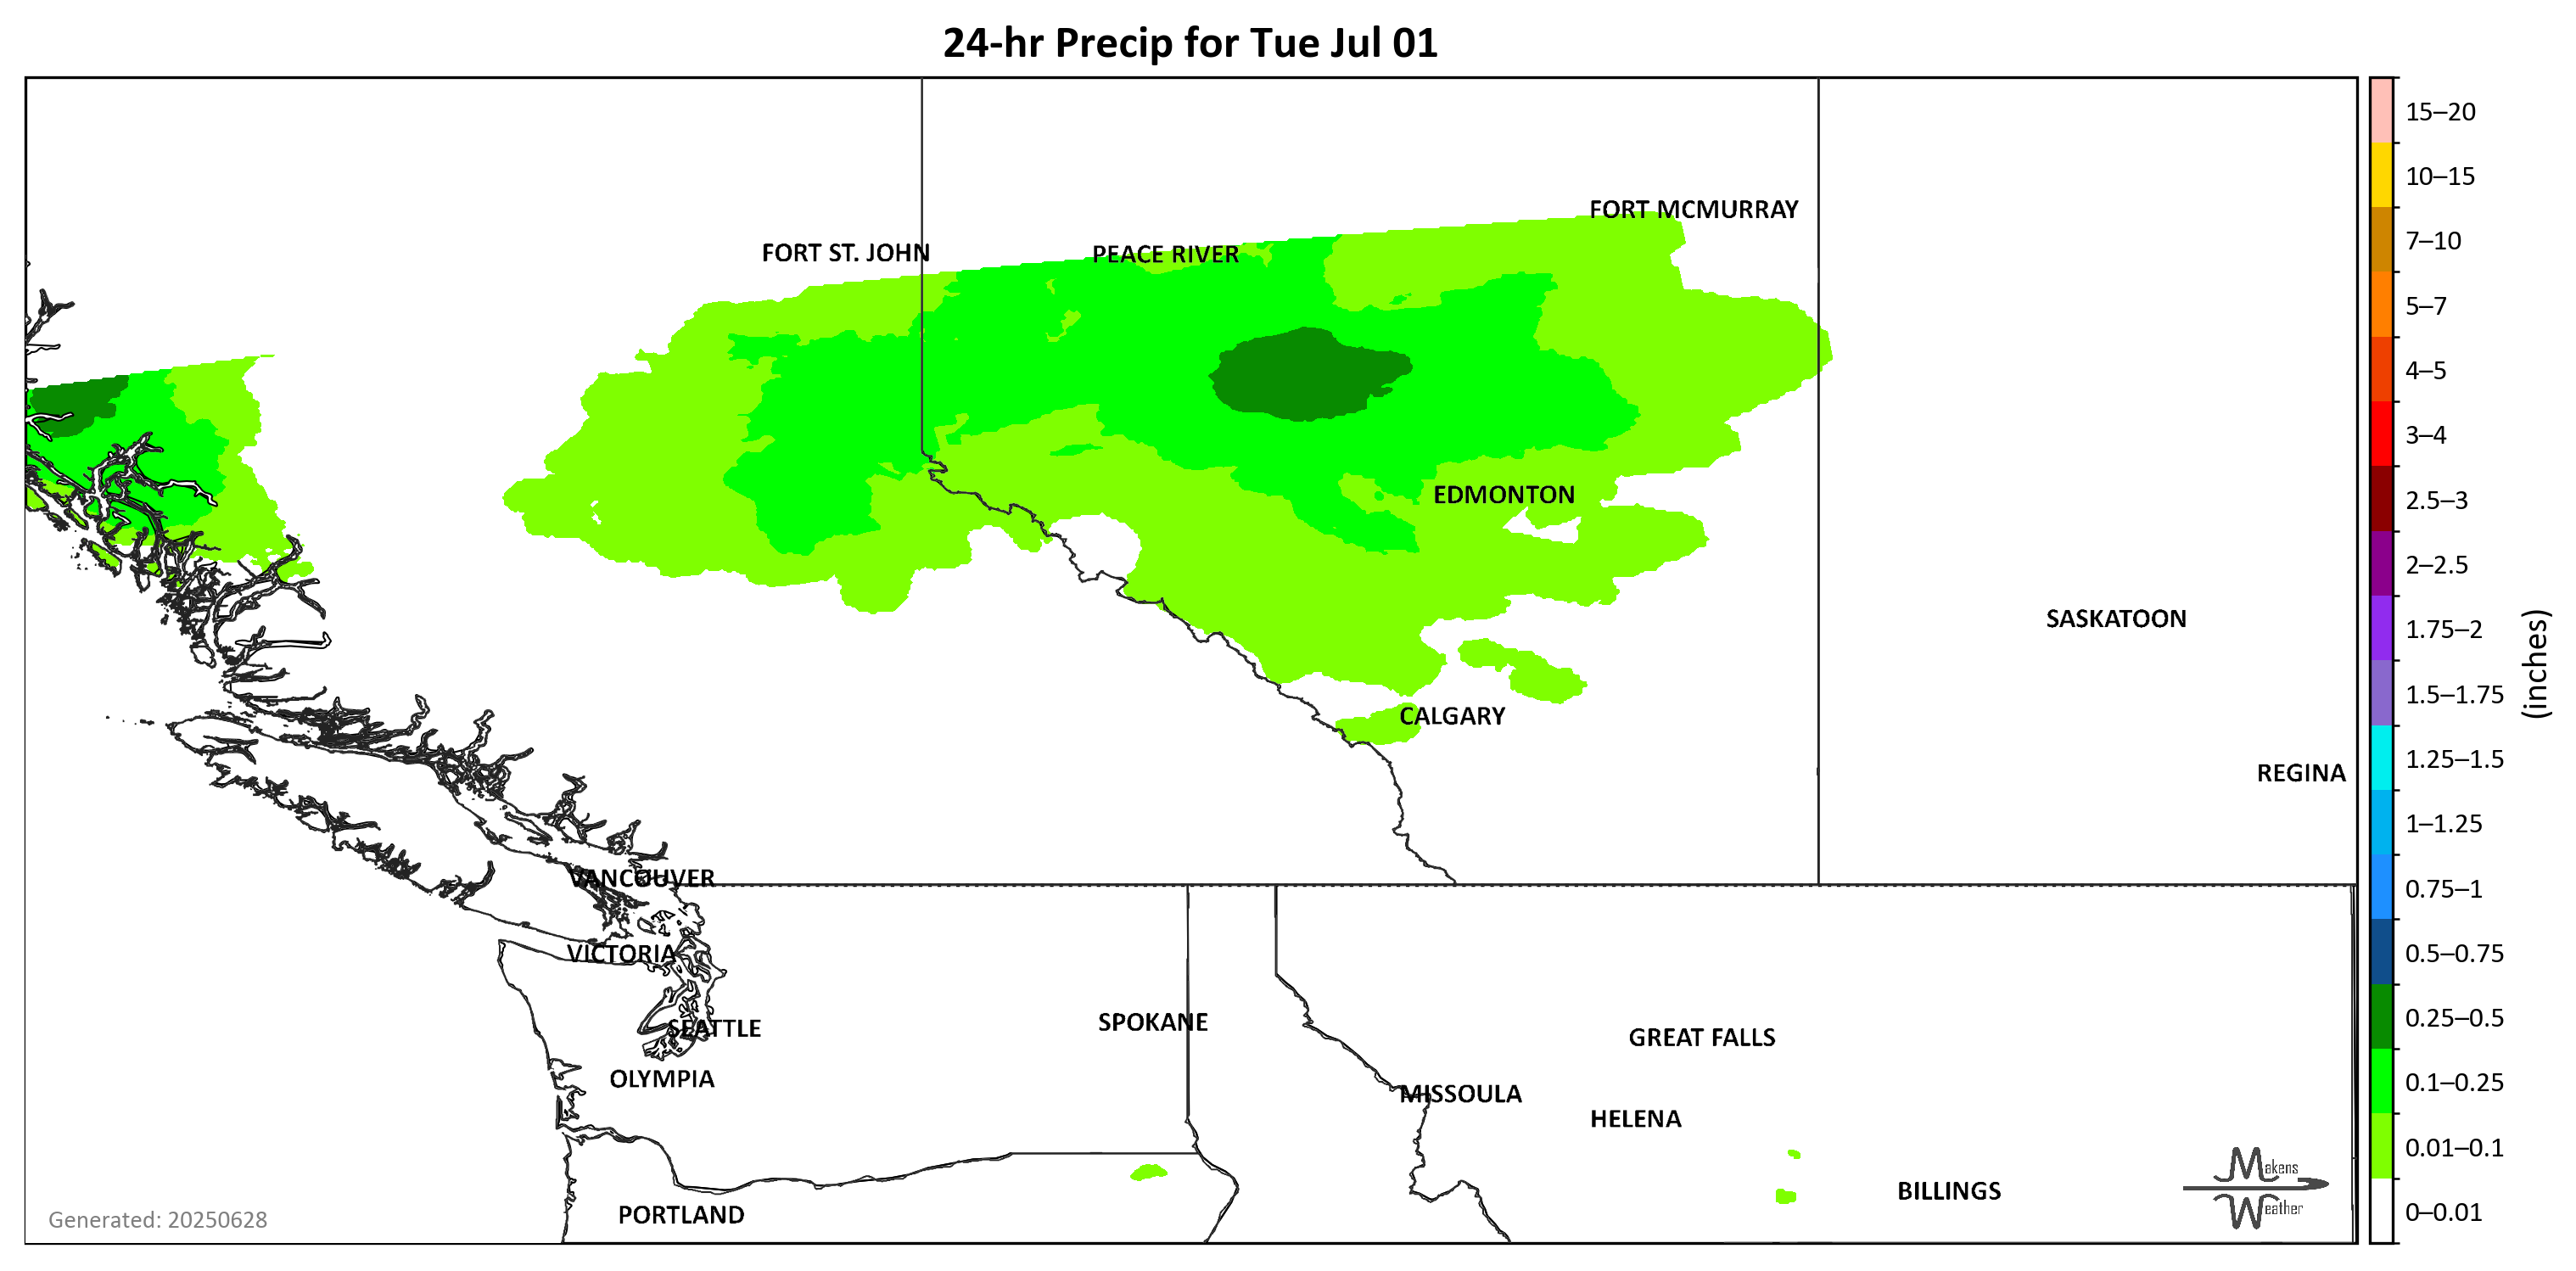 24-hr Precip for Tue Jul 01
FORT MCMURRAY
FORT ST. JOHN
PEACE RIVER
EDMONTON
SASKATOON
CALGARY
REGINA
VANCOUVER
VICTORIA
SPOKANE
SEATTLE
GREAT FALLS
OLYMPIA
MISSOULA
HELENA
BILLINGS
PORTLAND
Generated: 20250628
Makens
Weather
15–20
10–15
7–10
5–7
4–5
3–4
2.5–3
2–2.5
1.75–2
1.5–1.75
1.25–1.5
1–1.25
0.75–1
0.5–0.75
0.25–0.5
0.1–0.25
0.01–0.1
0–0.01
(inches)